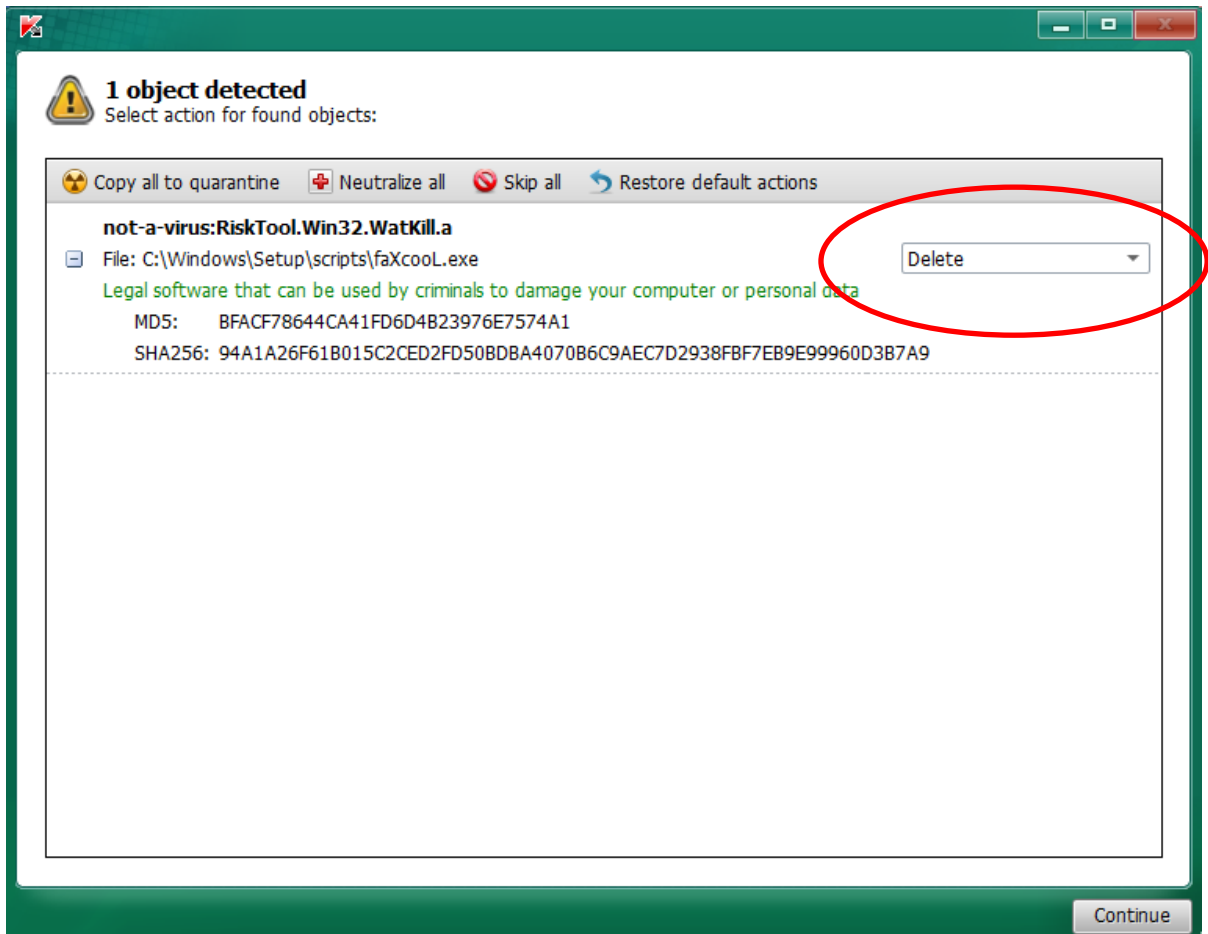 1 object detected
Select action for found objects:
Copy all to quarantine Neutralize all Skip all Restore default actions
not-a-virus:RiskTool.Win32.WatKill.a
File: C:\Windows\Setup\scripts\faXcooL.exe Delete
Legal software that can be used by criminals to damage your computer or personal data
MD5: BFACF78644CA41FD6D4B23976E7574A1
SHA256: 94A1A26F61B015C2CED2FD50BDBA4070B6C9AEC7D2938FBF7EB9E99960D3B7A9
Continue